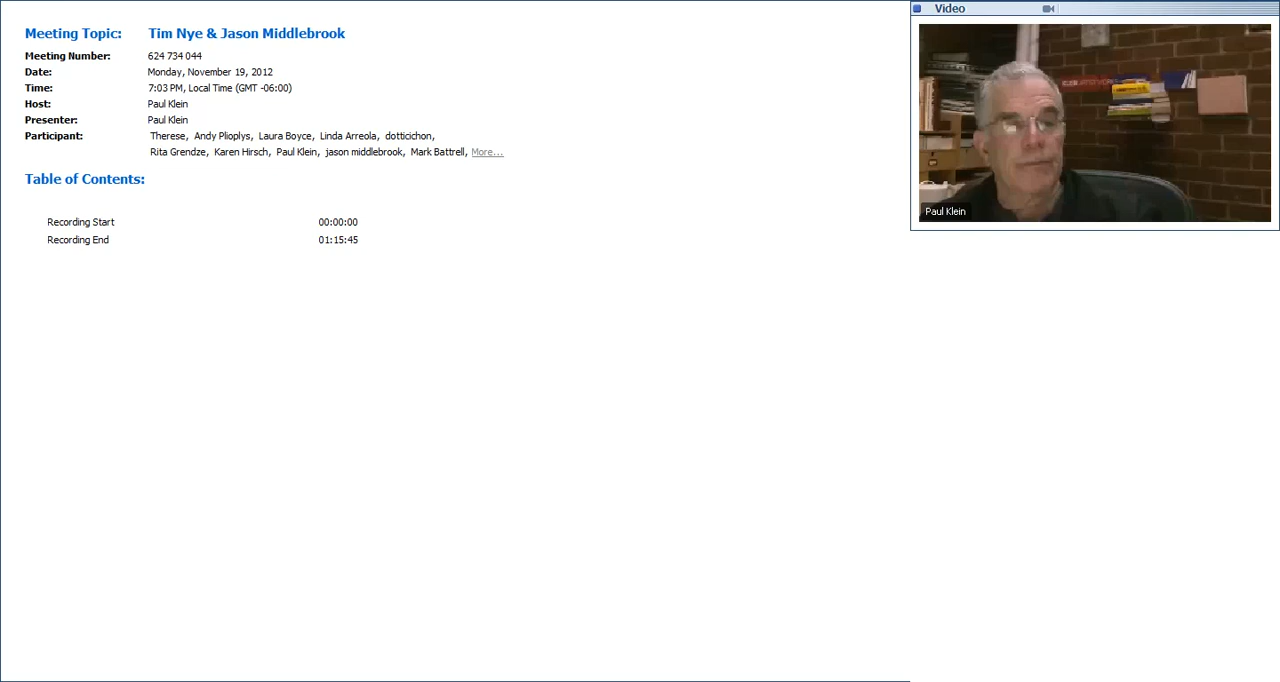 Meeting Topic: Tim Nye & Jason Middlebrook
Meeting Number: 624 734 044
Date: Monday, November 19, 2012
Time: 7:03 PM, Local Time (GMT -06:00)
Host: Paul Klein
Presenter: Paul Klein
Participant: Therese, Andy Plioplys, Laura Boyce, Linda Arreola, dotticichon,
Rita Grendze, Karen Hirsch, Paul Klein, jason middlebrook, Mark Battrell, More...
Table of Contents:
Recording Start 00:00:00
Recording End 01:15:45
Video
Paul Klein